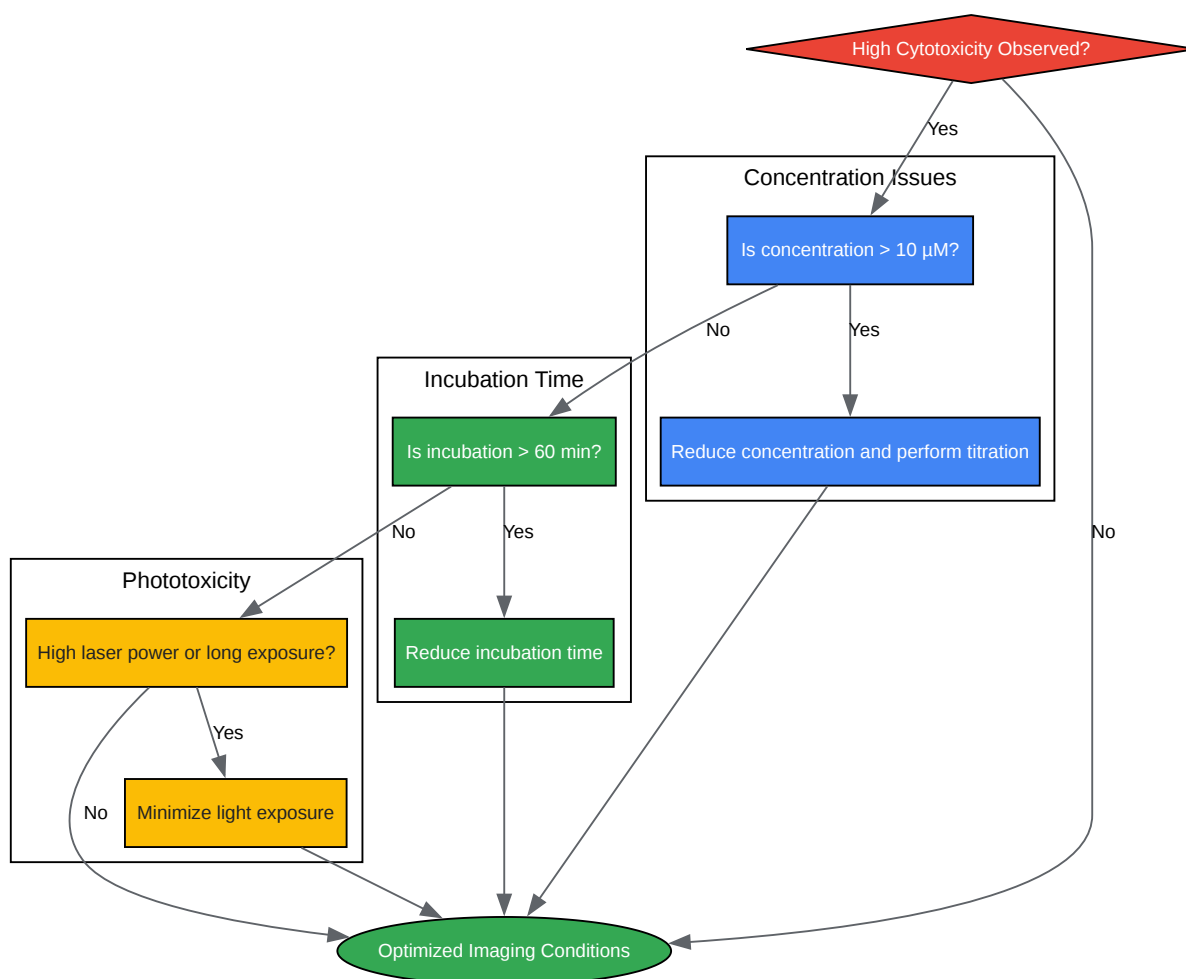 High Cytotoxicity Observed?
Yes
Concentration Issues
Is concentration > 10 µM?
No
Yes
Incubation Time
Is incubation > 60 min?
Reduce concentration and perform titration
No
Yes
No
Phototoxicity
High laser power or long exposure?
Reduce incubation time
Yes
No
Minimize light exposure
Optimized Imaging Conditions